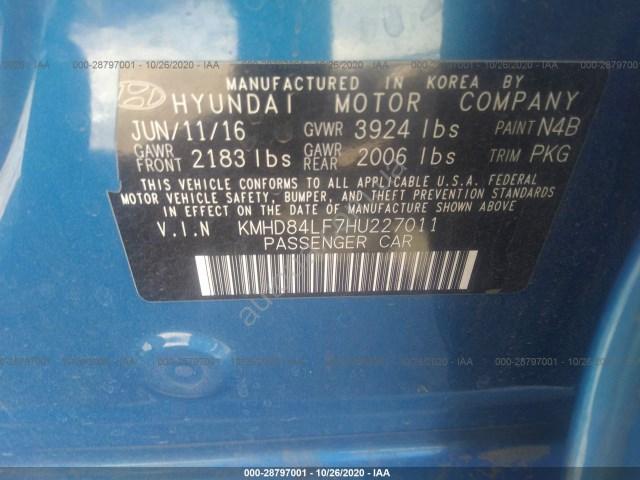 000-28797001 - 10/26/2020 - IAA
MANUFACTURED IN KOREA BY
HYUNDAI MOTOR COMPANY
JUN/11/16 GVWR 3924 lbs PAINT N4B
GAWR FRONT 2183 lbs GAWR REAR 2006 lbs TRIM PKG
THIS VEHICLE CONFORMS TO ALL APPLICABLE U.S.A. FEDERAL
MOTOR VEHICLE SAFETY, BUMPER, AND THEFT PREVENTION STANDARDS
IN EFFECT ON THE DATE OF MANUFACTURE SHOWN ABOVE.
V.I.N KMHD84LF7HU227011
PASSENGER CAR
000-28797001 - 10/26/2020 - IAA
000-28797001 - 10/26/2020 - IAA